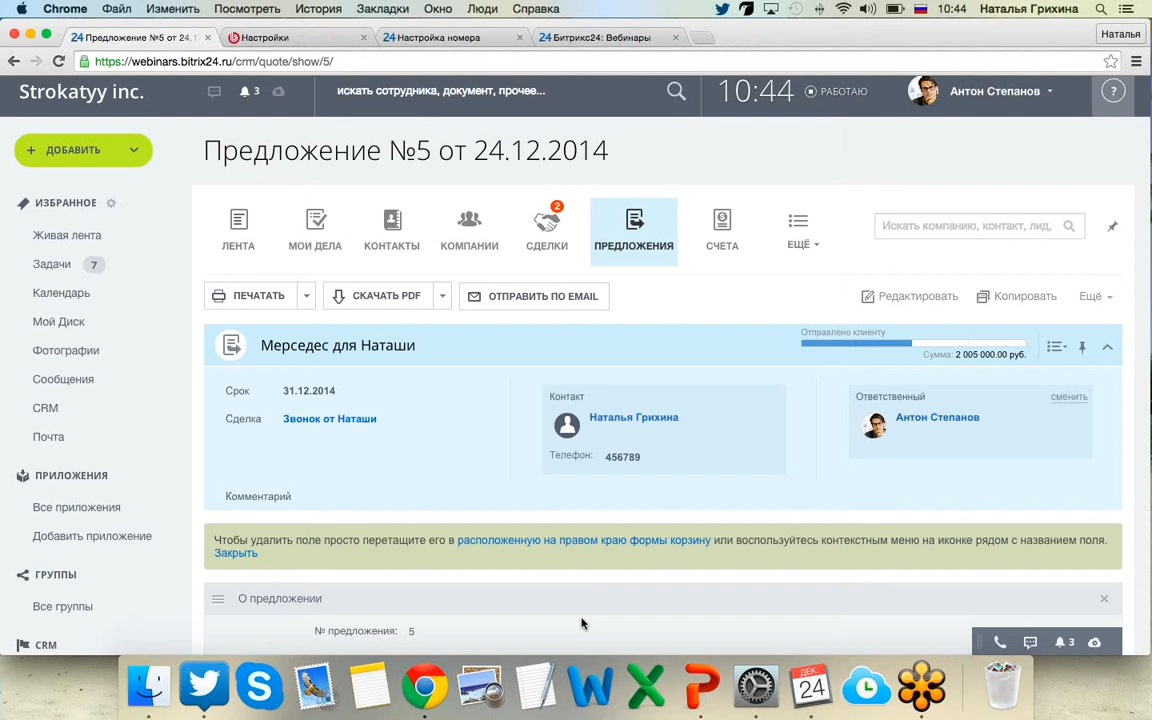 Chrome Файл Изменить Посмотреть История Закладки Окно Люди Справка 10:44 Наталья Грихина
24 Предложение №5 от 24.1 × Настройки × 24 Настройка номера × 24 Битрикс24: Вебинары × Наталья
https://webinars.bitrix24.ru/crm/quote/show/5/
Strokatyy inc. 3 искать сотрудника, документ, прочее... 10:44 РАБОТАЮ Антон Степанов ?
+ ДОБАВИТЬ
Предложение №5 от 24.12.2014
ИЗБРАННОЕ
Живая лента
Задачи 7
Календарь
Мой Диск
Фотографии
Сообщения
CRM
Почта
ПРИЛОЖЕНИЯ
Все приложения
Добавить приложение
ГРУППЫ
Все группы
CRM
2
ЛЕНТА МОИ ДЕЛА КОНТАКТЫ КОМПАНИИ СДЕЛКИ ПРЕДЛОЖЕНИЯ СЧЕТА ЕЩЁ
Искать компанию, контакт, лид,
ПЕЧАТАТЬ СКАЧАТЬ PDF ОТПРАВИТЬ ПО EMAIL Редактировать Копировать Ещё
Мерседес для Наташи
Отправлено клиенту
Сумма: 2 005 000.00 руб.
Срок 31.12.2014
Сделка Звонок от Наташи
Контакт
Наталья Грихина
Телефон: 456789
Ответственный сменить
Антон Степанов
Комментарий
Чтобы удалить поле просто перетащите его в расположенную на правом краю формы корзину или воспользуйтесь контекстным меню на иконке рядом с названием поля.
Закрыть
О предложении
№ предложения: 5
3
DEC
24